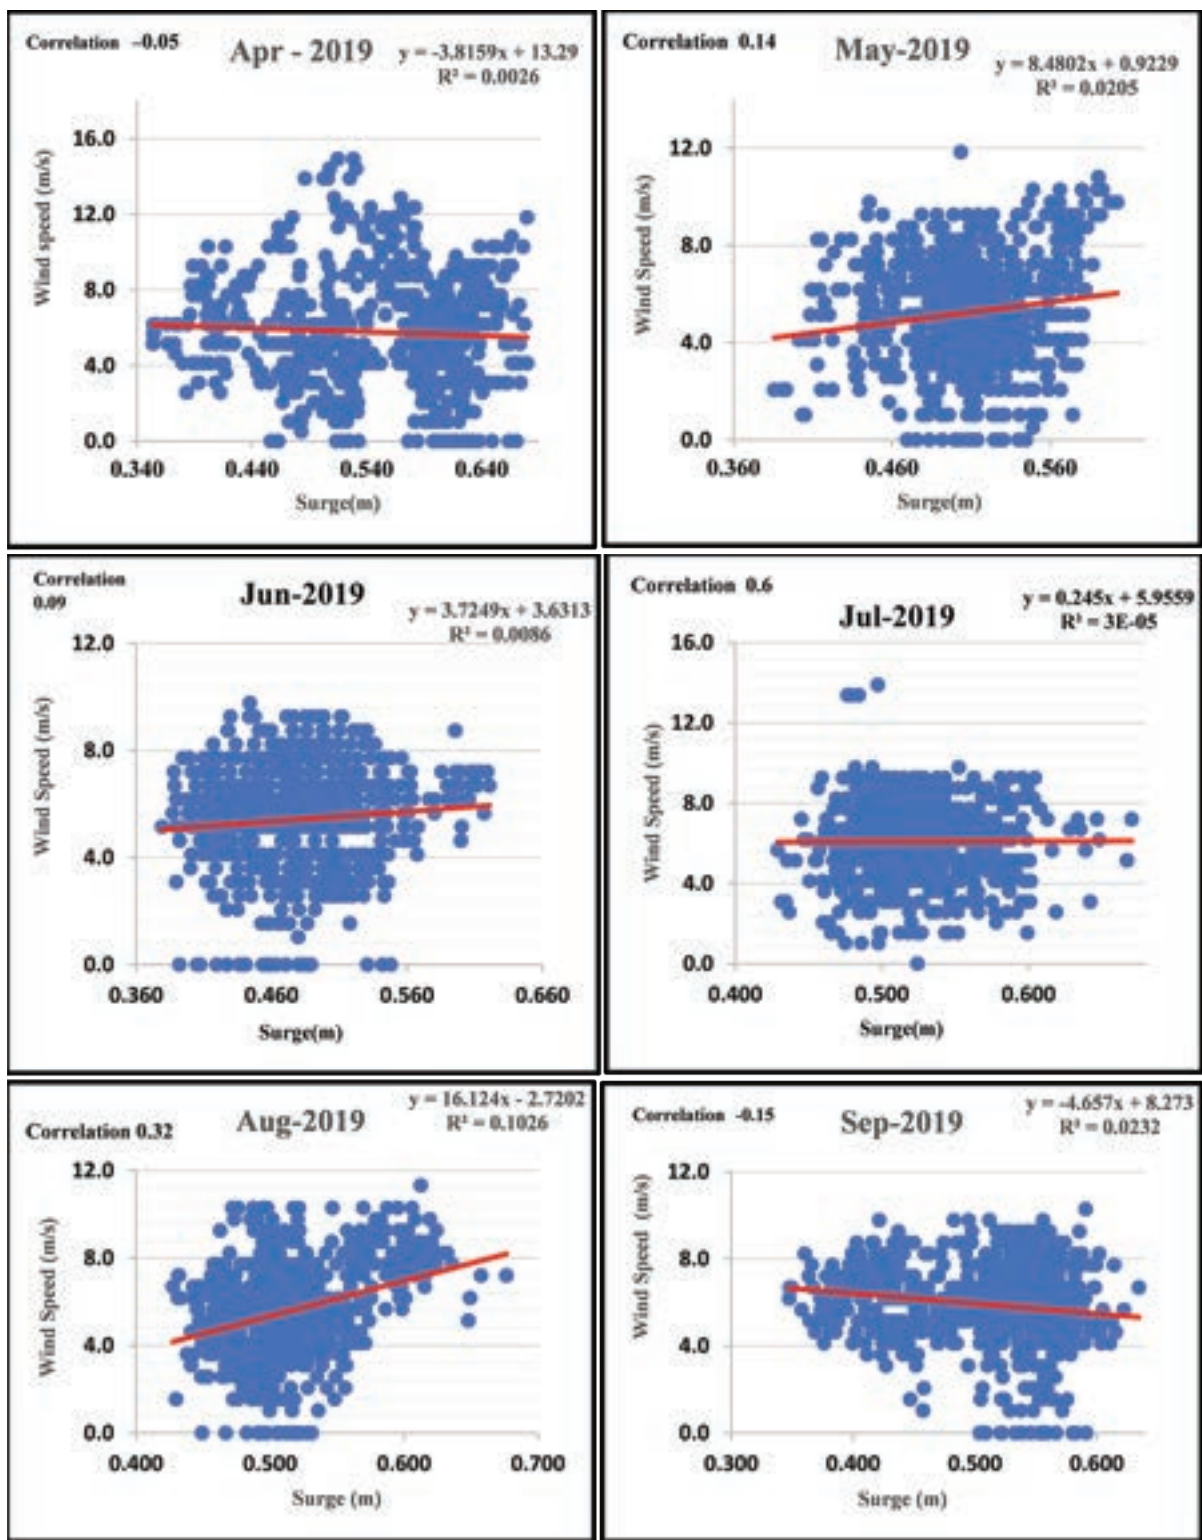 Correlation –0.05
Apr - 2019
y = -3.8159x + 13.29
R² = 0.0026
Wind speed (m/s)
16.0
12.0
8.0
4.0
0.0
0.340 0.440 0.540 0.640
Surge(m)
Correlation 0.14
May-2019
y = 8.4802x + 0.9229
R² = 0.0205
Wind Speed (m/s)
12.0
8.0
4.0
0.0
0.360 0.460 0.560
Surge(m)
Correlation
0.09
Jun-2019
y = 3.7249x + 3.6313
R² = 0.0086
Wind Speed (m/s)
12.0
8.0
4.0
0.0
0.360 0.460 0.560 0.660
Surge(m)
Correlation 0.6
Jul-2019
y = 0.245x + 5.9559
R² = 3E-05
Wind Speed (m/s)
16.0
12.0
8.0
4.0
0.0
0.400 0.500 0.600
Surge(m)
Correlation 0.32
Aug-2019
y = 16.124x - 2.7202
R² = 0.1026
Wind Speed (m/s)
12.0
8.0
4.0
0.0
0.400 0.500 0.600 0.700
Surge (m)
Correlation -0.15
Sep-2019
y = -4.657x + 8.273
R² = 0.0232
Wind Speed (m/s)
12.0
8.0
4.0
0.0
0.300 0.400 0.500 0.600
Surge (m)